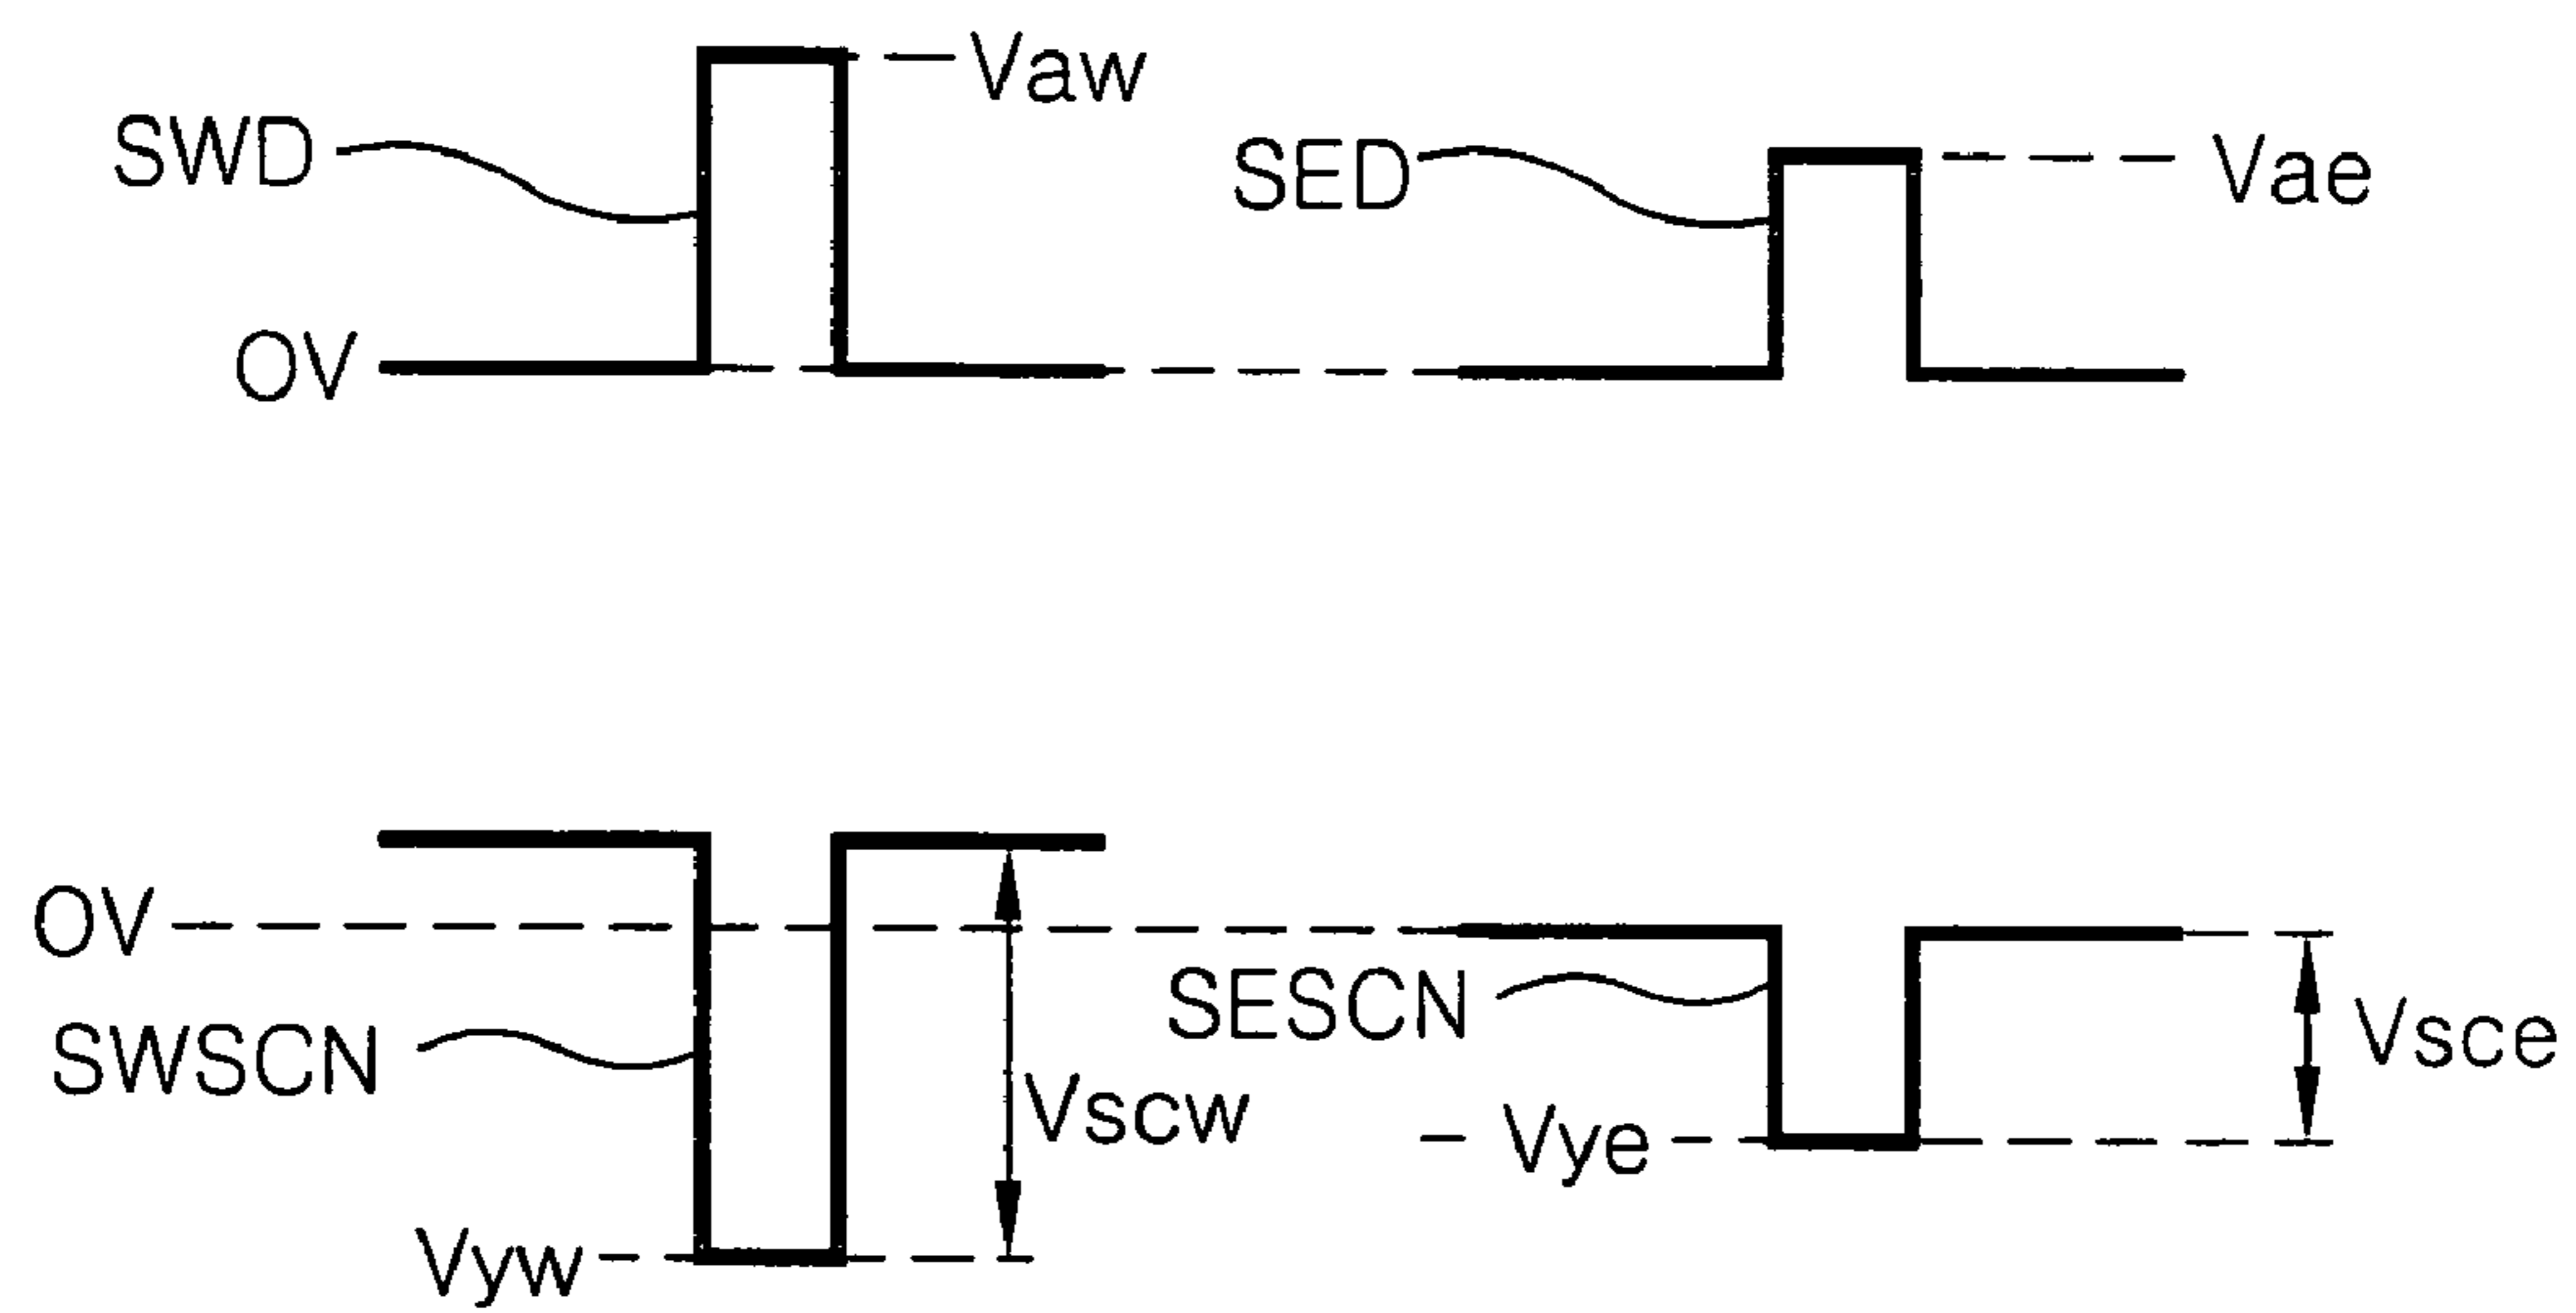 Vaw
SWD
SED
Vae
OV
OV
SESCN
SWSCN
Vsce
Vscw
- Vye
Vyw